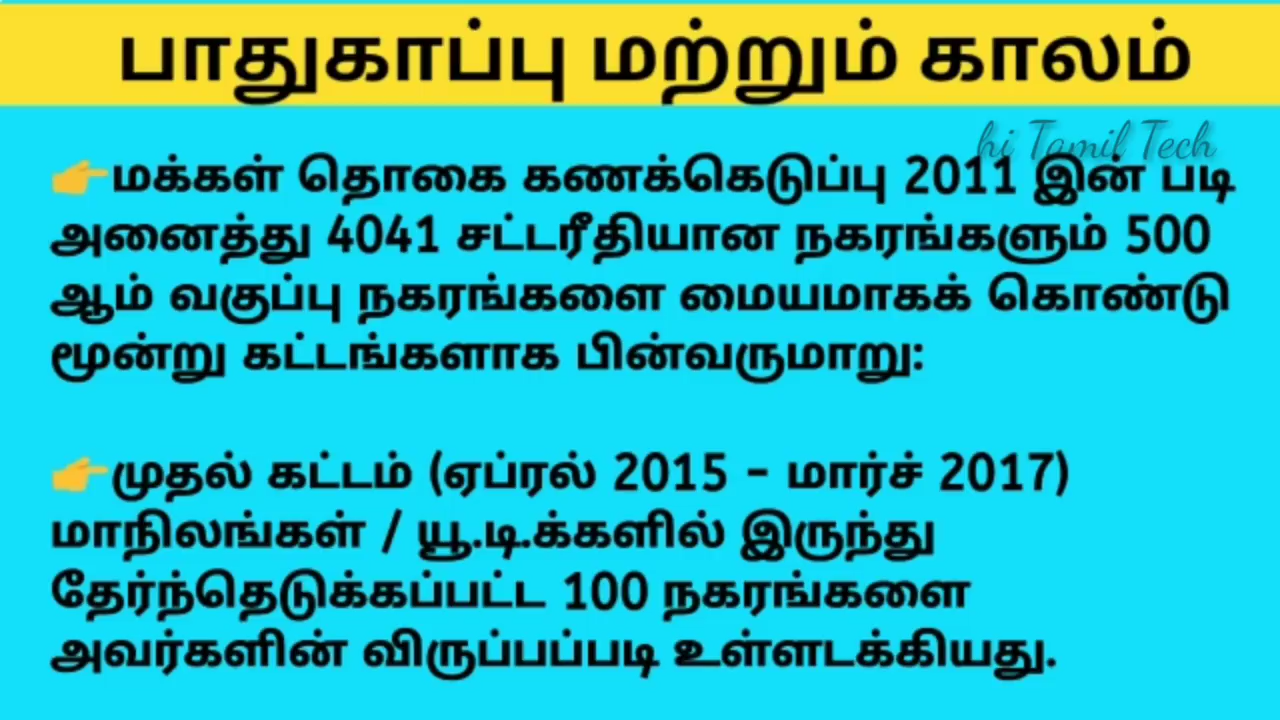 பாதுகாப்பு மற்றும் காலம்
hi Tamil Tech
👉மக்கள் தொகை கணக்கெடுப்பு 2011 இன் படி
அனைத்து 4041 சட்டரீதியான நகரங்களும் 500
ஆம் வகுப்பு நகரங்களை மையமாகக் கொண்டு
மூன்று கட்டங்களாக பின்வருமாறு:
👉முதல் கட்டம் (ஏப்ரல் 2015 - மார்ச் 2017)
மாநிலங்கள் / யூ.டி.க்களில் இருந்து
தேர்ந்தெடுக்கப்பட்ட 100 நகரங்களை
அவர்களின் விருப்பப்படி உள்ளடக்கியது.